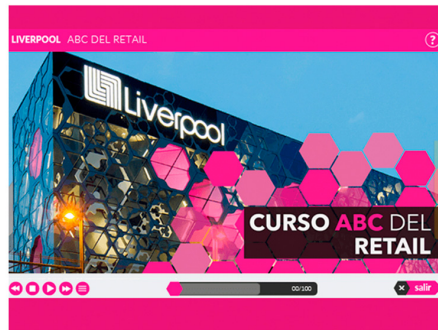 LIVERPOOL ABC DEL RETAIL
?
Liverpool
CURSO ABC DEL
RETAIL
00/100
salir